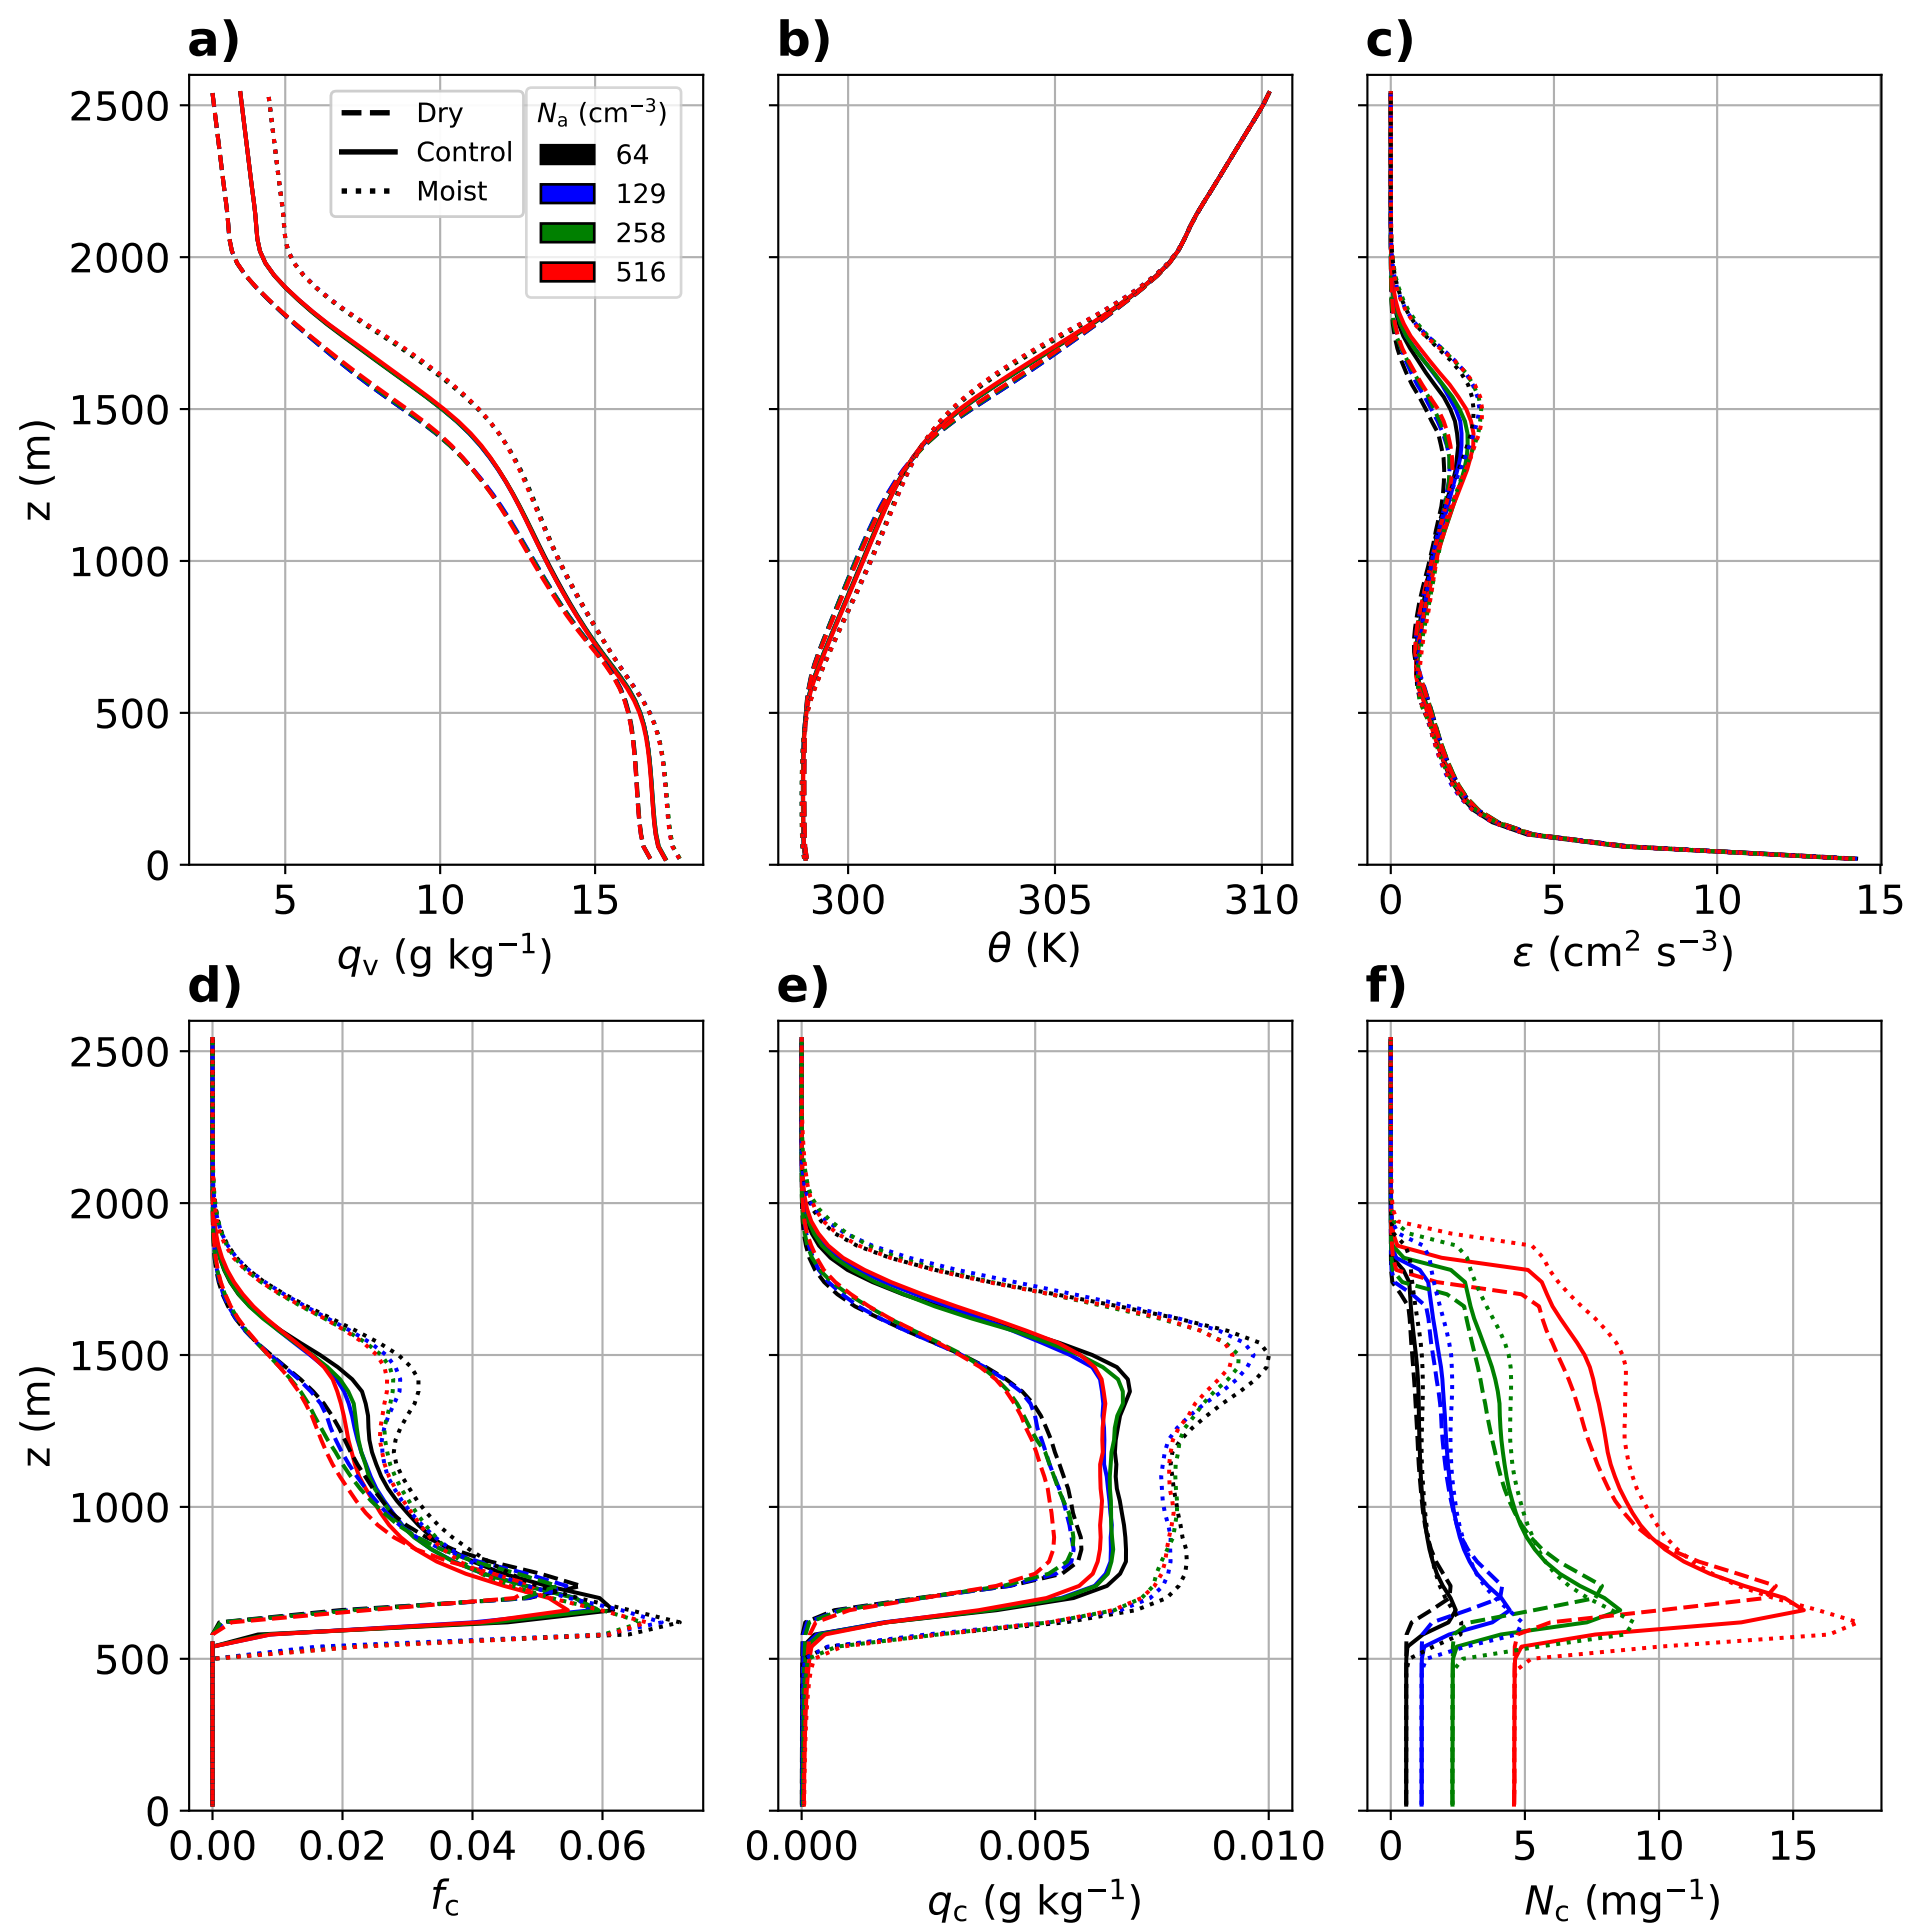 a)
b)
c)
2500
2000
1500
1000
500
0
z (m)
Dry
Control
Moist
Nₐ (cm⁻³)
64
129
258
516
5 10 15
300 305 310
0 5 10 15
qᵥ (g kg⁻¹)
θ (K)
ε (cm² s⁻³)
d)
e)
f)
2500
2000
1500
1000
500
0
z (m)
0.00 0.02 0.04 0.06
0.000 0.005 0.010
0 5 10 15
f_c
q_c (g kg⁻¹)
N_c (mg⁻¹)